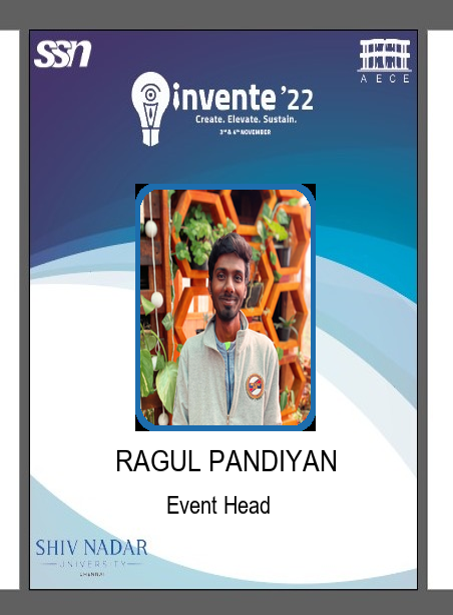 ssn
AECE
invente '22
Create. Elevate. Sustain.
3rd & 4th NOVEMBER
RAGUL PANDIYAN
Event Head
SHIV NADAR
UNIVERSITY
CHENNAI